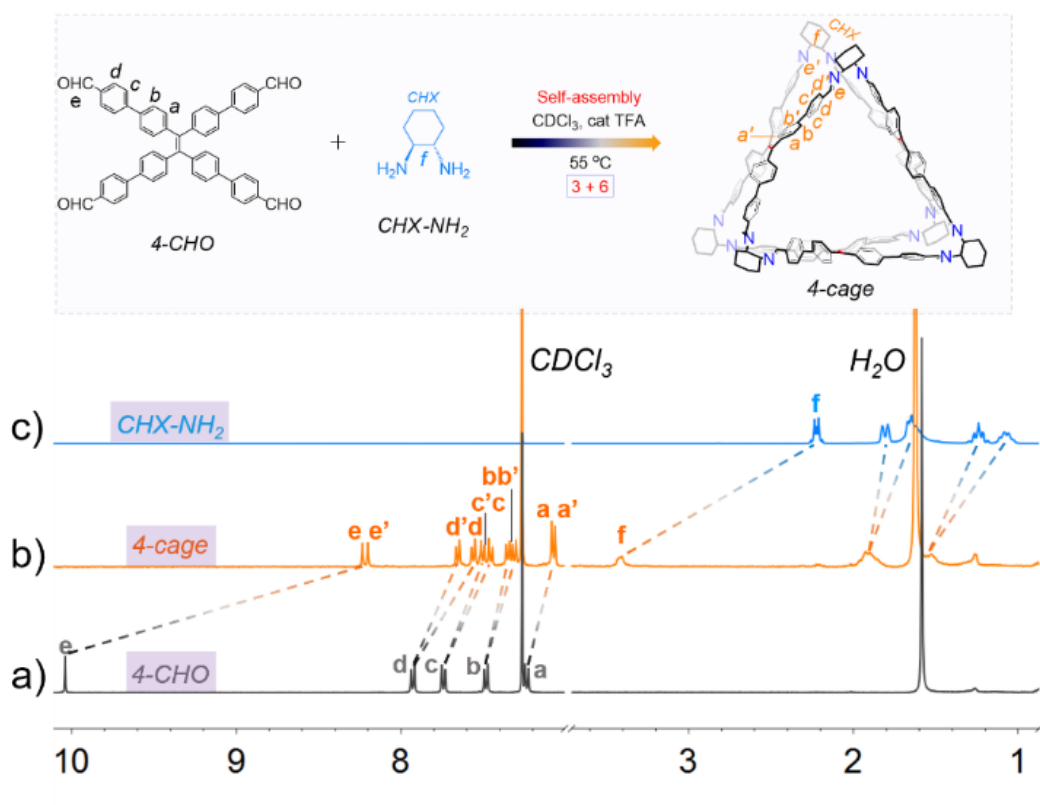 OHC
CHO
d
c
b
a
e
OHC
CHO
4-CHO
+
CHX
f
H₂N
NH₂
CHX-NH₂
Self-assembly
CDCl₃, cat TFA
55 °C
3 + 6
CHX
f
N
N
N
e'
e
d'
d
c'
c
b'
b
a'
a
N
N
N
N
N
N
N
N
4-cage
CDCl₃
H₂O
c)
CHX-NH₂
f
b)
4-cage
e e'
d'd
c'c
bb'
a a'
f
a)
4-CHO
e
d
c
b
a
10
9
8
3
2
1